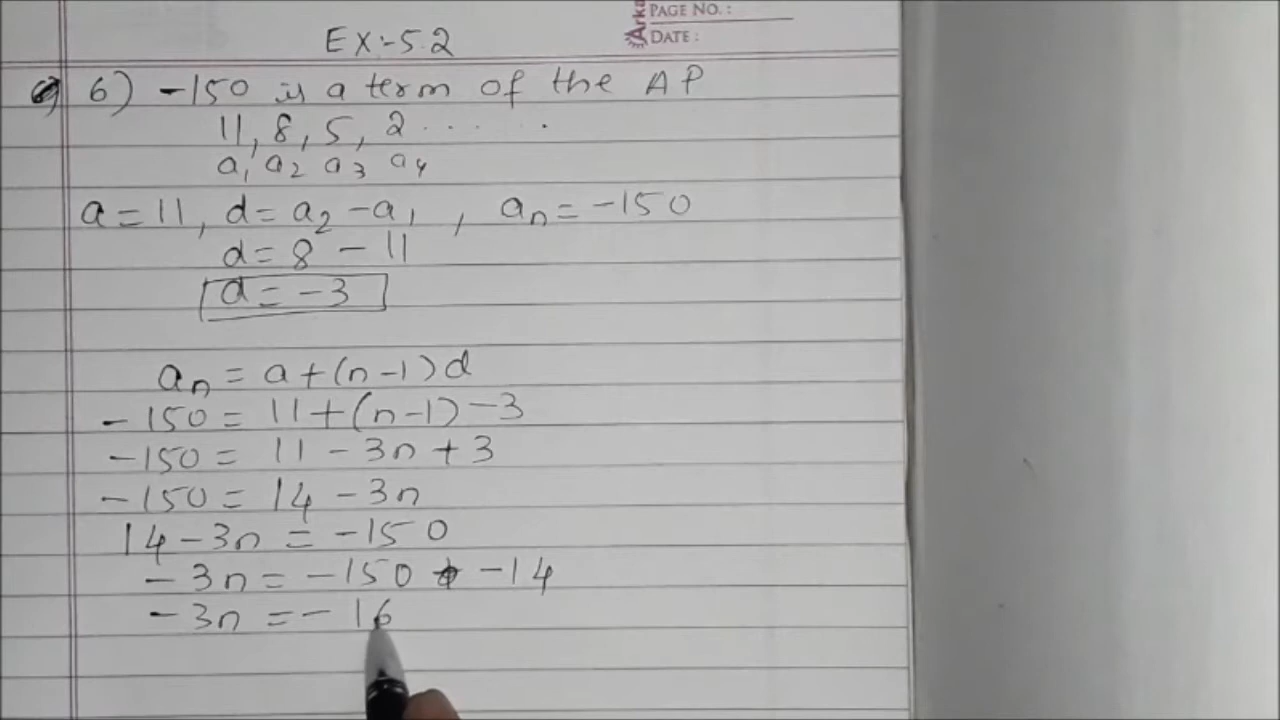 Arka
PAGE NO. :
DATE :
EX:-5.2
6) -150 is a term of the AP
11, 8, 5, 2 ..... .
a1 a2 a3 a4
a = 11, d = a2 - a1 , an = -150
d = 8 - 11
d = -3
an = a + (n-1) d
-150 = 11 + (n-1) -3
-150 = 11 - 3n + 3
-150 = 14 - 3n
14 - 3n = -150
-3n = -150 -14
-3n = - 16